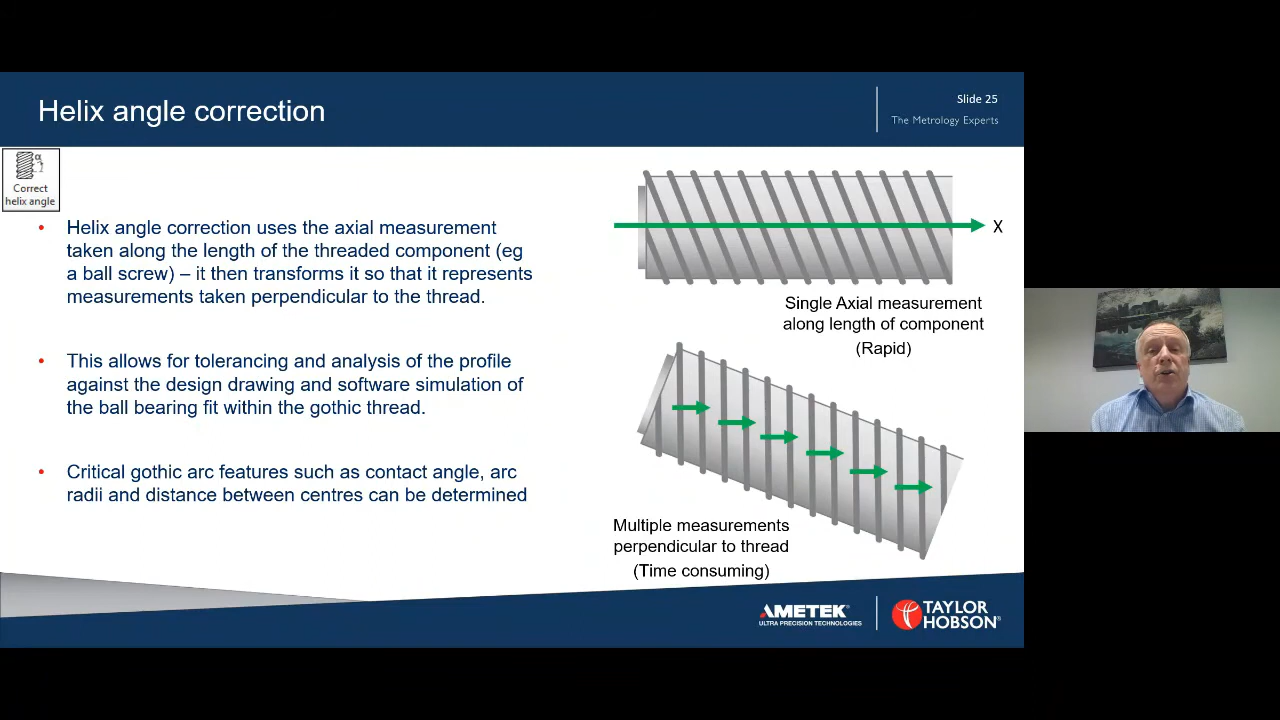 Helix angle correction
Slide 25
The Metrology Experts
Correct
helix angle
• Helix angle correction uses the axial measurement
taken along the length of the threaded component (eg
a ball screw) – it then transforms it so that it represents
measurements taken perpendicular to the thread.
• This allows for tolerancing and analysis of the profile
against the design drawing and software simulation of
the ball bearing fit within the gothic thread.
• Critical gothic arc features such as contact angle, arc
radii and distance between centres can be determined
X
Single Axial measurement
along length of component
(Rapid)
Multiple measurements
perpendicular to thread
(Time consuming)
AMETEK®
ULTRA PRECISION TECHNOLOGIES
TAYLOR
HOBSON®